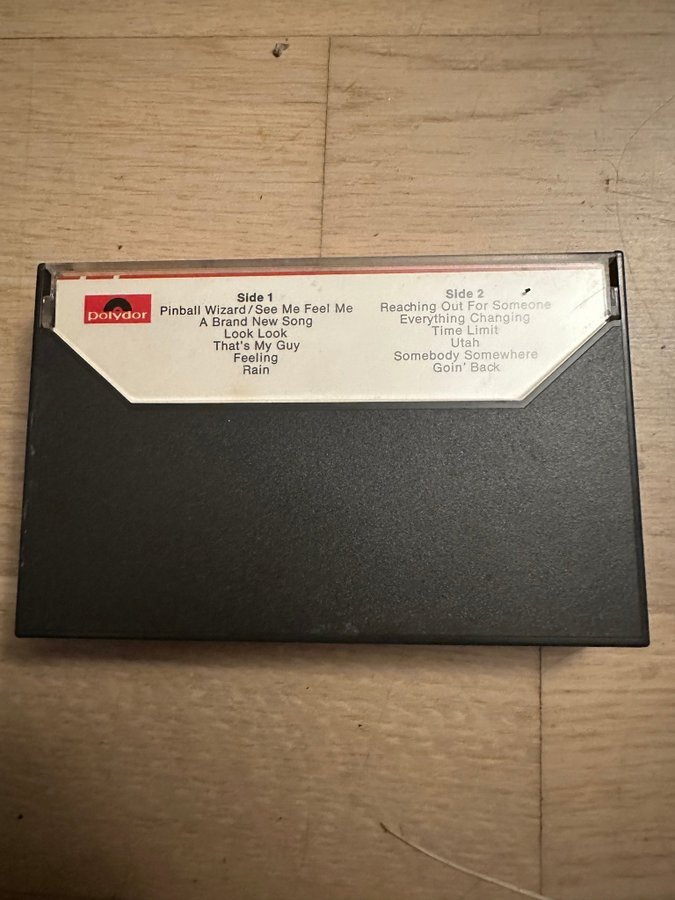 polydor
Side 1
Pinball Wizard/See Me Feel Me
A Brand New Song
Look Look
That's My Guy
Feeling
Rain
Side 2
Reaching Out For Someone
Everything Changing
Time Limit
Utah
Somebody Somewhere
Goin' Back